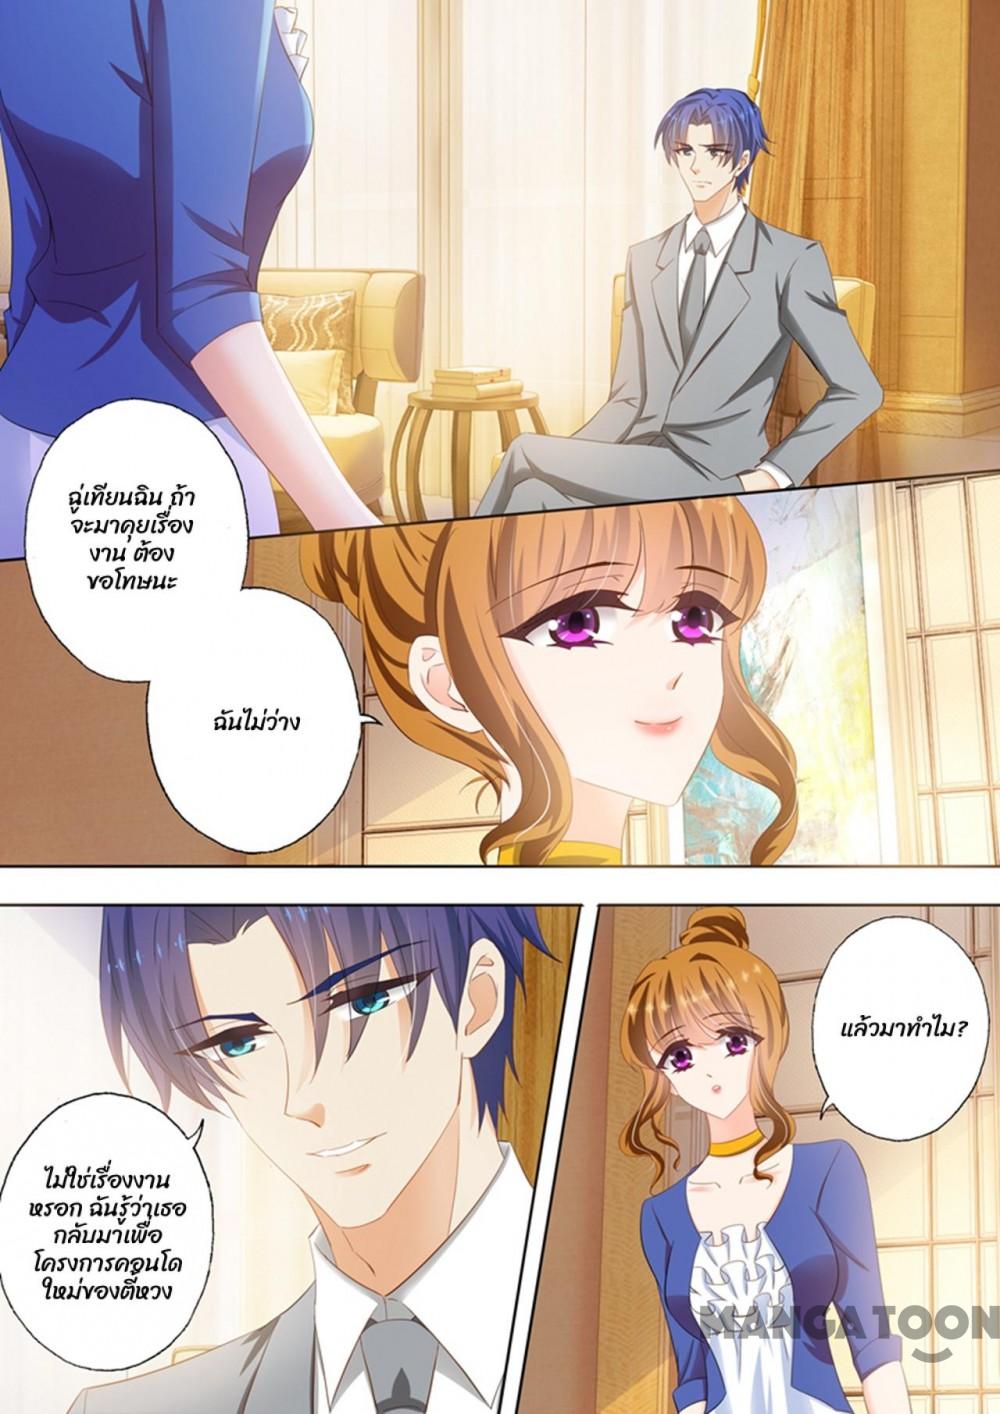 ฉู่เทียนฉิน ถ้า
จะมาคุยเรื่อง
งาน ต้อง
ขอโทษนะ
ฉันไม่ว่าง
แล้วมาทำไม?
ไม่ใช่เรื่องงาน
หรอก ฉันรู้ว่าเธอ
กลับมาเพื่อ
โครงการคอนโด
ใหม่ของตี้หวง
MANGATOON